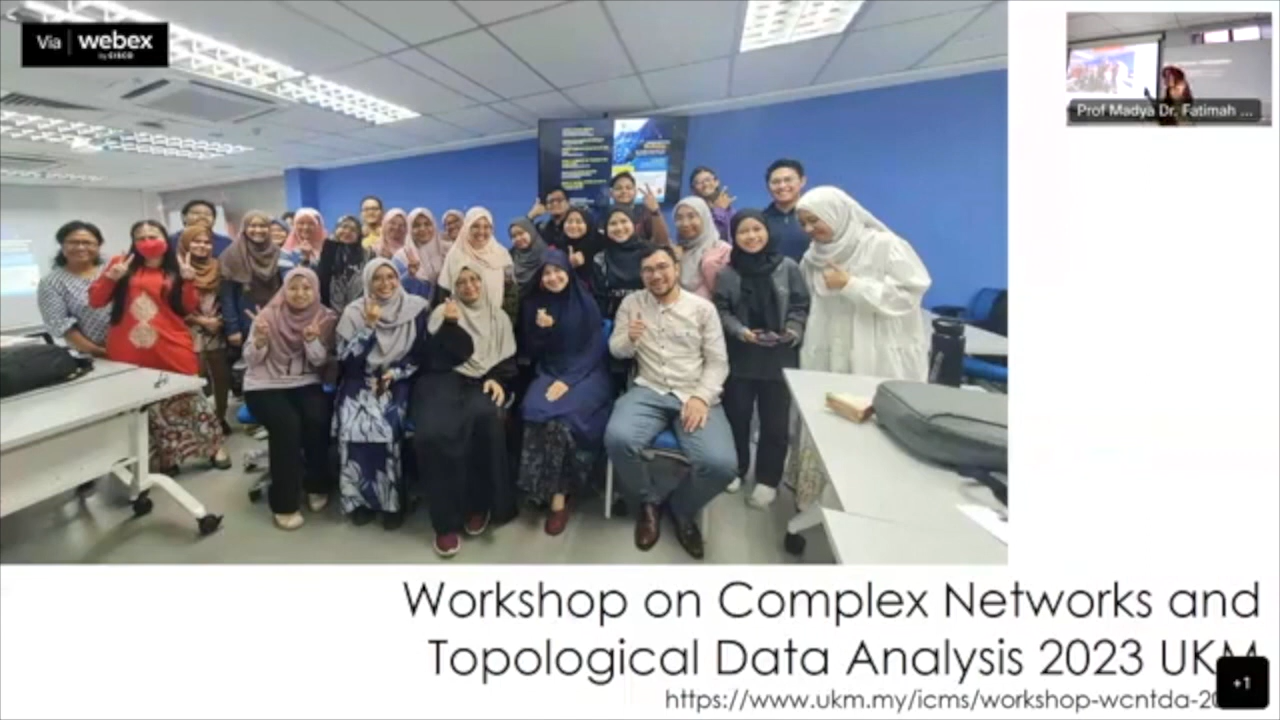 Via webex
by CISCO
Prof Madya Dr. Fatimah ...
Workshop on Complex Networks and
Topological Data Analysis 2023 UKM
https://www.ukm.my/icms/workshop-wcntda-20
+1